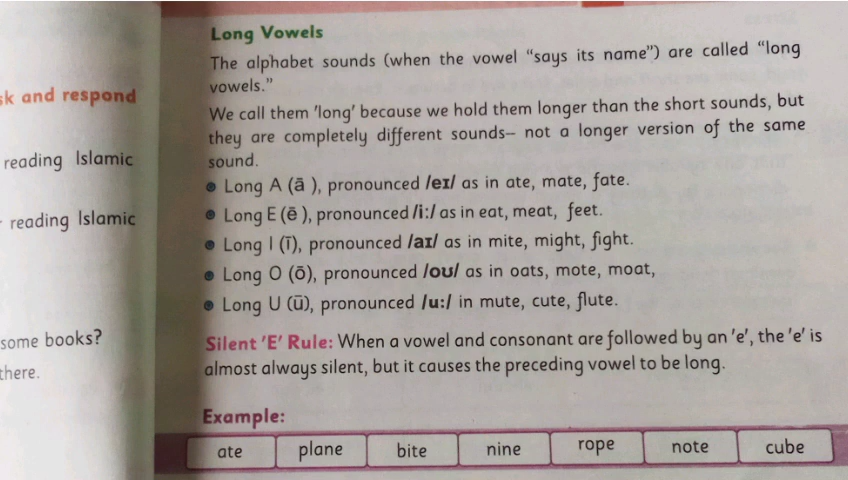 sk and respond
reading Islamic
reading Islamic
some books?
there.
Long Vowels
The alphabet sounds (when the vowel “says its name”) are called “long
vowels.”
We call them 'long' because we hold them longer than the short sounds, but
they are completely different sounds– not a longer version of the same
sound.
Long A (ā ), pronounced /eɪ/ as in ate, mate, fate.
Long E (ē ), pronounced /i:/ as in eat, meat, feet.
Long I (ī), pronounced /aɪ/ as in mite, might, fight.
Long O (ō), pronounced /oʊ/ as in oats, mote, moat,
Long U (ū), pronounced /u:/ in mute, cute, flute.
Silent 'E' Rule: When a vowel and consonant are followed by an 'e', the 'e' is
almost always silent, but it causes the preceding vowel to be long.
Example:
ate plane bite nine rope note cube